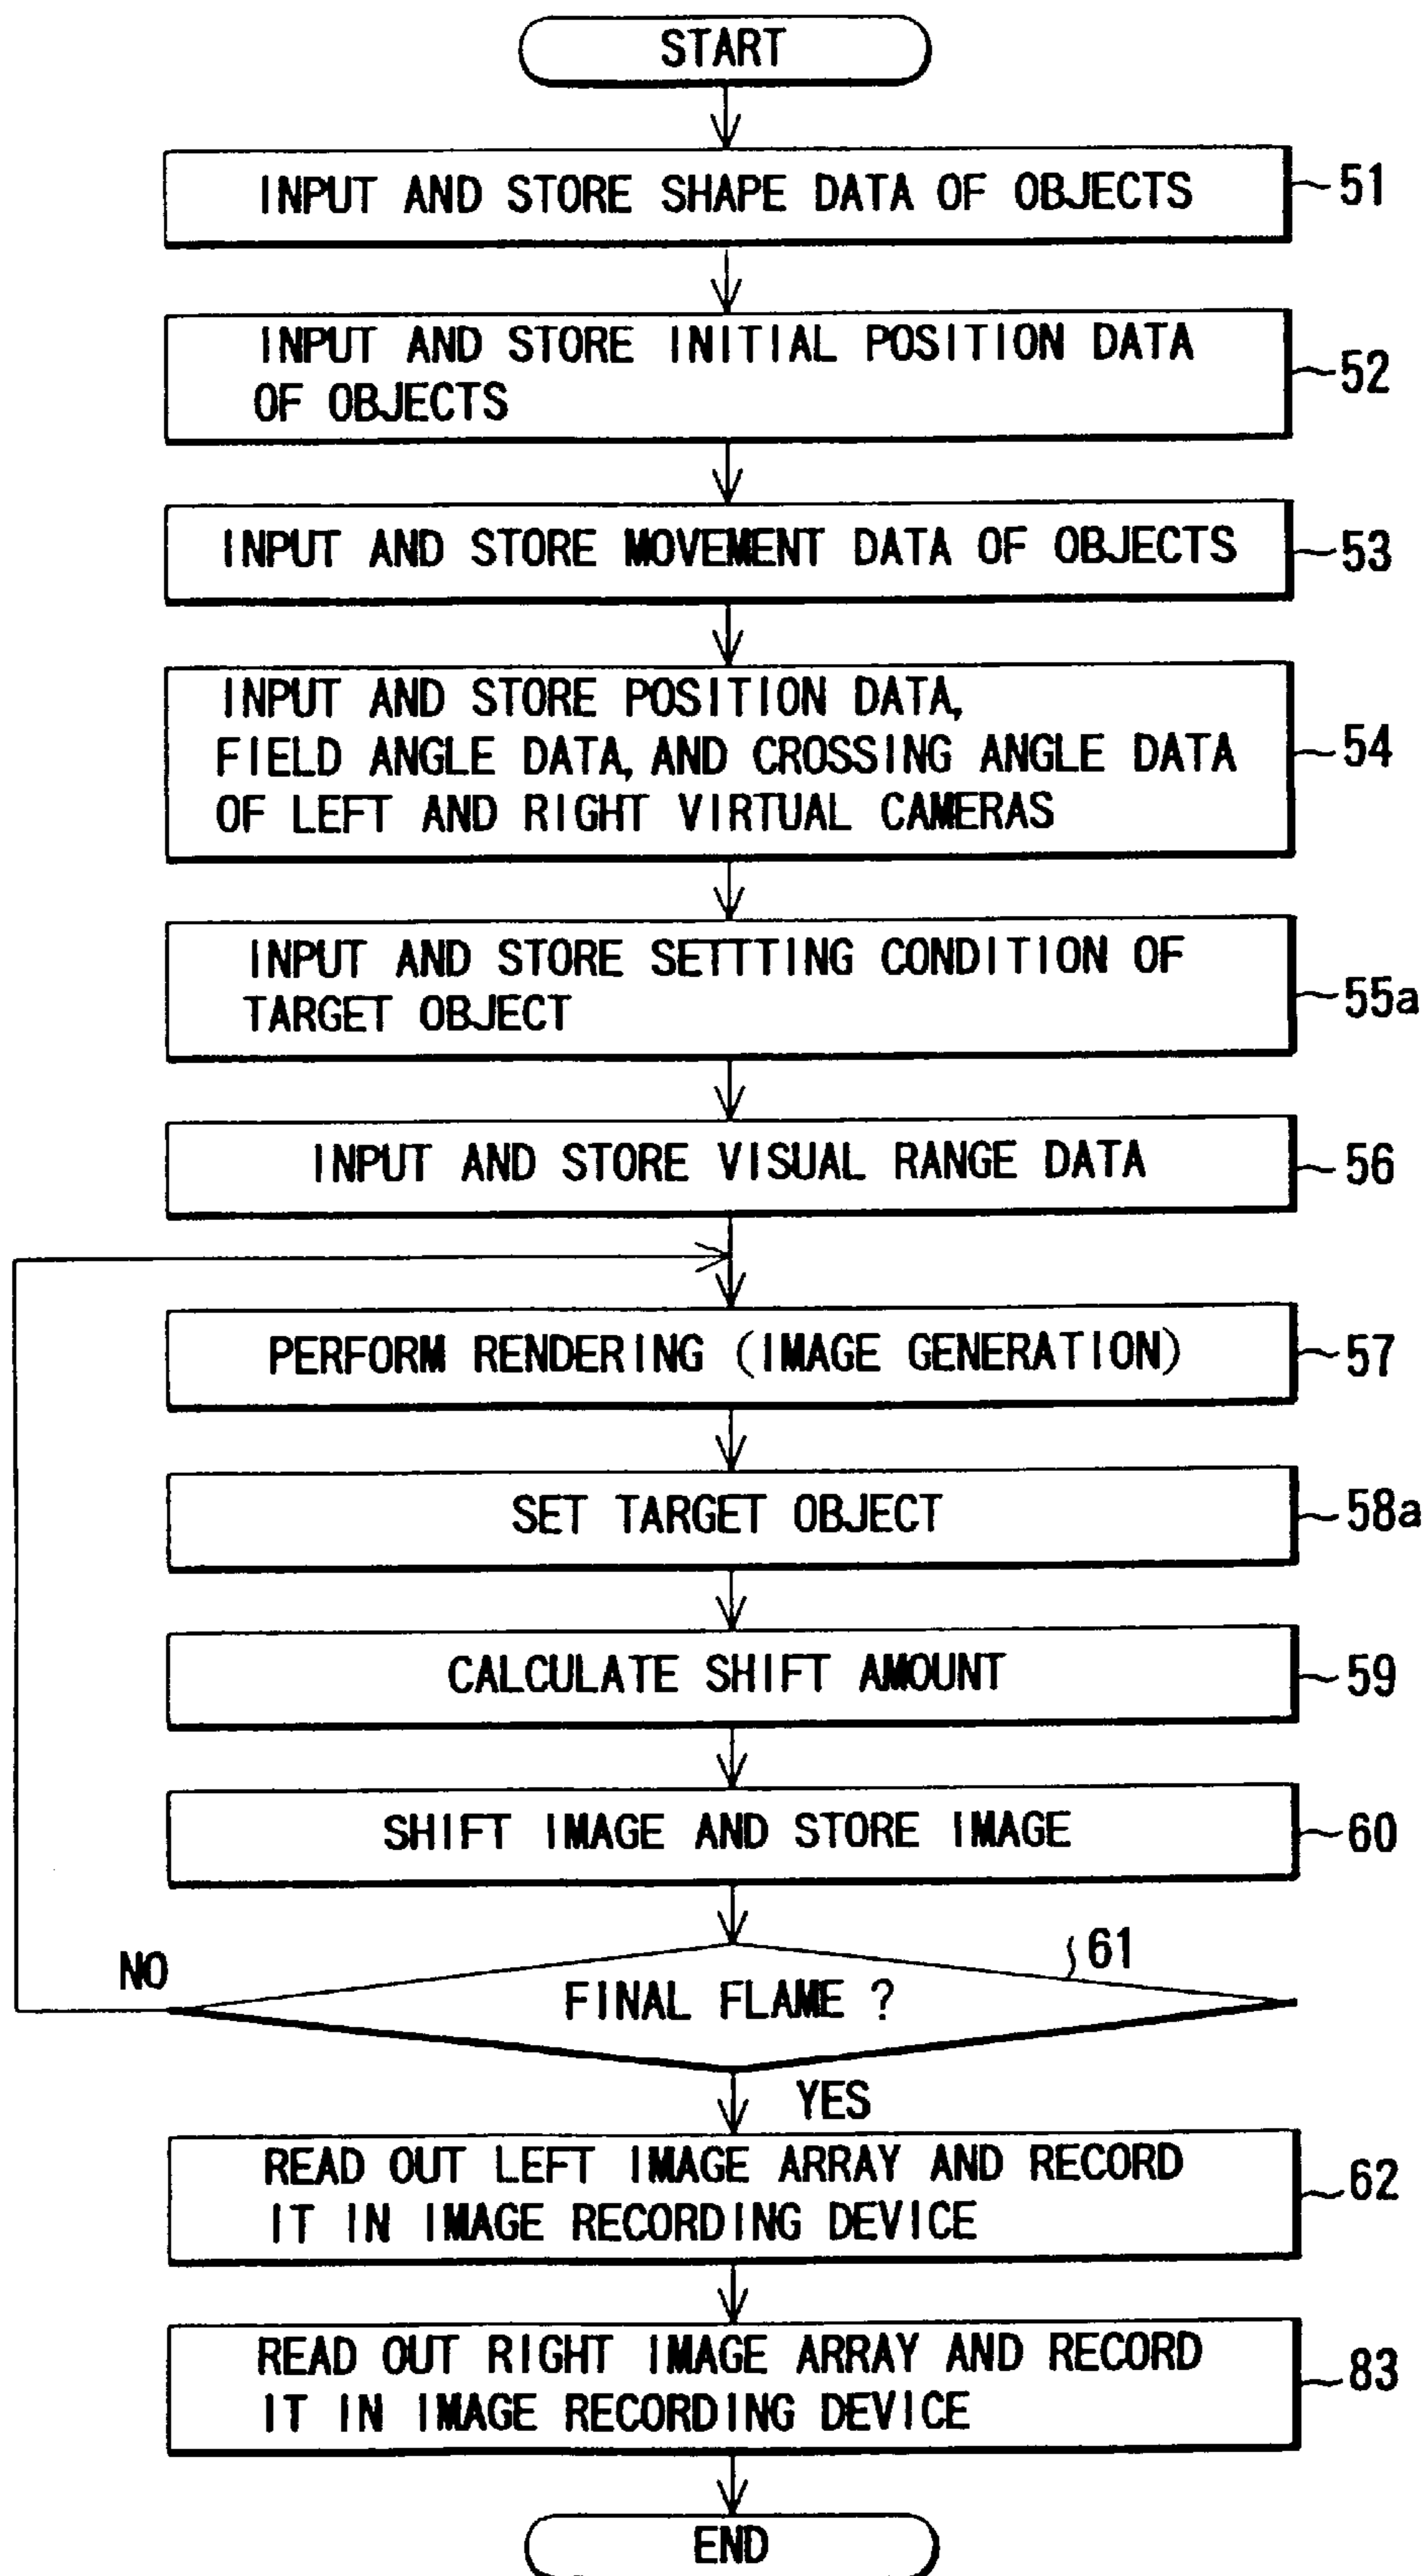 START
INPUT AND STORE SHAPE DATA OF OBJECTS
51
INPUT AND STORE INITIAL POSITION DATA
OF OBJECTS
52
INPUT AND STORE MOVEMENT DATA OF OBJECTS
53
INPUT AND STORE POSITION DATA,
FIELD ANGLE DATA, AND CROSSING ANGLE DATA
OF LEFT AND RIGHT VIRTUAL CAMERAS
54
INPUT AND STORE SETTTING CONDITION OF
TARGET OBJECT
55a
INPUT AND STORE VISUAL RANGE DATA
56
PERFORM RENDERING (IMAGE GENERATION)
57
SET TARGET OBJECT
58a
CALCULATE SHIFT AMOUNT
59
SHIFT IMAGE AND STORE IMAGE
60
NO
61
FINAL FLAME ?
YES
READ OUT LEFT IMAGE ARRAY AND RECORD
IT IN IMAGE RECORDING DEVICE
62
READ OUT RIGHT IMAGE ARRAY AND RECORD
IT IN IMAGE RECORDING DEVICE
83
END